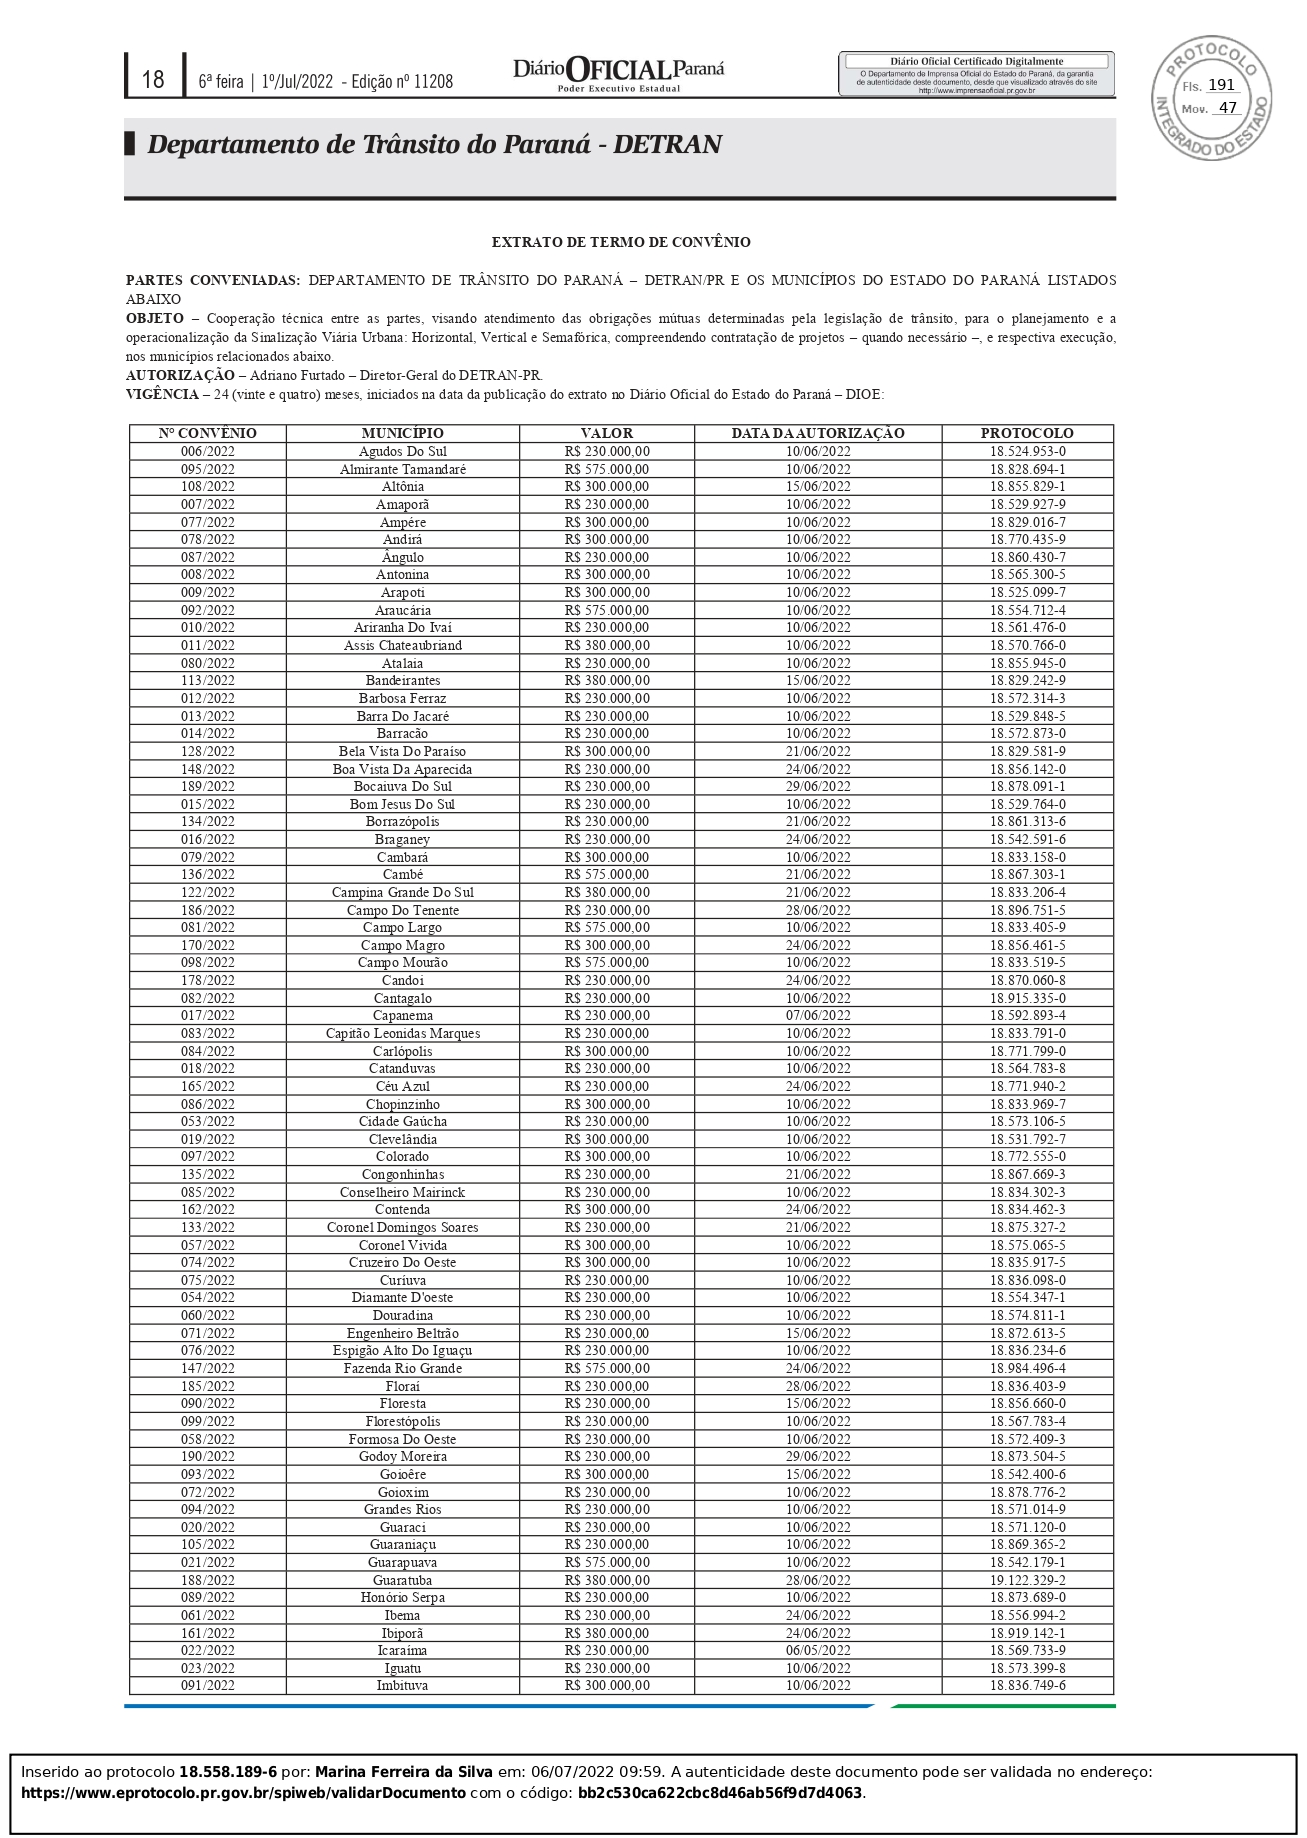 18
6ª feira | 1º/Jul/2022 - Edição nº 11208
Diário OFICIAL Paraná
Poder Executivo Estadual
Diário Oficial Certificado Digitalmente
O Departamento de Imprensa Oficial do Estado do Paraná, da garantia
de autenticidade deste documento, desde que visualizado através do site
http://www.imprensaoficial.pr.gov.br
PROTOCOLO
Fls. 191
Mov. 47
INTEGRADO DO ESTADO
Departamento de Trânsito do Paraná - DETRAN
EXTRATO DE TERMO DE CONVÊNIO
PARTES CONVENIADAS: DEPARTAMENTO DE TRÂNSITO DO PARANÁ – DETRAN/PR E OS MUNICÍPIOS DO ESTADO DO PARANÁ LISTADOS
ABAIXO
OBJETO – Cooperação técnica entre as partes, visando atendimento das obrigações mútuas determinadas pela legislação de trânsito, para o planejamento e a
operacionalização da Sinalização Viária Urbana: Horizontal, Vertical e Semafórica, compreendendo contratação de projetos – quando necessário –, e respectiva execução,
nos municípios relacionados abaixo.
AUTORIZAÇÃO – Adriano Furtado – Diretor-Geral do DETRAN-PR.
VIGÊNCIA – 24 (vinte e quatro) meses, iniciados na data da publicação do extrato no Diário Oficial do Estado do Paraná – DIOE:
Nº CONVÊNIO MUNICÍPIO VALOR DATA DA AUTORIZAÇÃO PROTOCOLO
006/2022 Agudos Do Sul R$ 230.000,00 10/06/2022 18.524.953-0
095/2022 Almirante Tamandaré R$ 575.000,00 10/06/2022 18.828.694-1
108/2022 Altônia R$ 300.000,00 15/06/2022 18.855.829-1
007/2022 Amaporã R$ 230.000,00 10/06/2022 18.529.927-9
077/2022 Ampére R$ 300.000,00 10/06/2022 18.829.016-7
078/2022 Andirá R$ 300.000,00 10/06/2022 18.770.435-9
087/2022 Ângulo R$ 230.000,00 10/06/2022 18.860.430-7
008/2022 Antonina R$ 300.000,00 10/06/2022 18.565.300-5
009/2022 Arapoti R$ 300.000,00 10/06/2022 18.525.099-7
092/2022 Araucária R$ 575.000,00 10/06/2022 18.554.712-4
010/2022 Ariranha Do Ivaí R$ 230.000,00 10/06/2022 18.561.476-0
011/2022 Assis Chateaubriand R$ 380.000,00 10/06/2022 18.570.766-0
080/2022 Atalaia R$ 230.000,00 10/06/2022 18.855.945-0
113/2022 Bandeirantes R$ 380.000,00 15/06/2022 18.829.242-9
012/2022 Barbosa Ferraz R$ 230.000,00 10/06/2022 18.572.314-3
013/2022 Barra Do Jacaré R$ 230.000,00 10/06/2022 18.529.848-5
014/2022 Barracão R$ 230.000,00 10/06/2022 18.572.873-0
128/2022 Bela Vista Do Paraíso R$ 300.000,00 21/06/2022 18.829.581-9
148/2022 Boa Vista Da Aparecida R$ 230.000,00 24/06/2022 18.856.142-0
189/2022 Bocaiuva Do Sul R$ 230.000,00 29/06/2022 18.878.091-1
015/2022 Bom Jesus Do Sul R$ 230.000,00 10/06/2022 18.529.764-0
134/2022 Borrazópolis R$ 230.000,00 21/06/2022 18.861.313-6
016/2022 Braganey R$ 230.000,00 24/06/2022 18.542.591-6
079/2022 Cambará R$ 300.000,00 10/06/2022 18.833.158-0
136/2022 Cambé R$ 575.000,00 21/06/2022 18.867.303-1
122/2022 Campina Grande Do Sul R$ 380.000,00 21/06/2022 18.833.206-4
186/2022 Campo Do Tenente R$ 230.000,00 28/06/2022 18.896.751-5
081/2022 Campo Largo R$ 575.000,00 10/06/2022 18.833.405-9
170/2022 Campo Magro R$ 300.000,00 24/06/2022 18.856.461-5
098/2022 Campo Mourão R$ 575.000,00 10/06/2022 18.833.519-5
178/2022 Candoi R$ 230.000,00 24/06/2022 18.870.060-8
082/2022 Cantagalo R$ 230.000,00 10/06/2022 18.915.335-0
017/2022 Capanema R$ 230.000,00 07/06/2022 18.592.893-4
083/2022 Capitão Leonidas Marques R$ 230.000,00 10/06/2022 18.833.791-0
084/2022 Carlópolis R$ 300.000,00 10/06/2022 18.771.799-0
018/2022 Catanduvas R$ 230.000,00 10/06/2022 18.564.783-8
165/2022 Céu Azul R$ 230.000,00 24/06/2022 18.771.940-2
086/2022 Chopinzinho R$ 300.000,00 10/06/2022 18.833.969-7
053/2022 Cidade Gaúcha R$ 230.000,00 10/06/2022 18.573.106-5
019/2022 Clevelândia R$ 300.000,00 10/06/2022 18.531.792-7
097/2022 Colorado R$ 300.000,00 10/06/2022 18.772.555-0
135/2022 Congonhinhas R$ 230.000,00 21/06/2022 18.867.669-3
085/2022 Conselheiro Mairinck R$ 230.000,00 10/06/2022 18.834.302-3
162/2022 Contenda R$ 300.000,00 24/06/2022 18.834.462-3
133/2022 Coronel Domingos Soares R$ 230.000,00 21/06/2022 18.875.327-2
057/2022 Coronel Vivida R$ 300.000,00 10/06/2022 18.575.065-5
074/2022 Cruzeiro Do Oeste R$ 300.000,00 10/06/2022 18.835.917-5
075/2022 Curiuva R$ 230.000,00 10/06/2022 18.836.098-0
054/2022 Diamante D'oeste R$ 230.000,00 10/06/2022 18.554.347-1
060/2022 Douradina R$ 230.000,00 10/06/2022 18.574.811-1
071/2022 Engenheiro Beltrão R$ 230.000,00 15/06/2022 18.872.613-5
076/2022 Espigão Alto Do Iguaçu R$ 230.000,00 10/06/2022 18.836.234-6
147/2022 Fazenda Rio Grande R$ 575.000,00 24/06/2022 18.984.496-4
185/2022 Floraí R$ 230.000,00 28/06/2022 18.836.403-9
090/2022 Floresta R$ 230.000,00 15/06/2022 18.856.660-0
099/2022 Florestópolis R$ 230.000,00 10/06/2022 18.567.783-4
058/2022 Formosa Do Oeste R$ 230.000,00 10/06/2022 18.572.409-3
190/2022 Godoy Moreira R$ 230.000,00 29/06/2022 18.873.504-5
093/2022 Goioêre R$ 300.000,00 15/06/2022 18.542.400-6
072/2022 Goioxim R$ 230.000,00 10/06/2022 18.878.776-2
094/2022 Grandes Rios R$ 230.000,00 10/06/2022 18.571.014-9
020/2022 Guaraci R$ 230.000,00 10/06/2022 18.571.120-0
105/2022 Guaraniaçu R$ 230.000,00 10/06/2022 18.869.365-2
021/2022 Guarapuava R$ 575.000,00 10/06/2022 18.542.179-1
188/2022 Guaratuba R$ 380.000,00 28/06/2022 19.122.329-2
089/2022 Honório Serpa R$ 230.000,00 10/06/2022 18.873.689-0
061/2022 Ibema R$ 230.000,00 24/06/2022 18.556.994-2
161/2022 Ibiporã R$ 380.000,00 24/06/2022 18.919.142-1
022/2022 Icaraíma R$ 230.000,00 06/05/2022 18.569.733-9
023/2022 Iguatu R$ 230.000,00 10/06/2022 18.573.399-8
091/2022 Imbituva R$ 300.000,00 10/06/2022 18.836.749-6
Inserido ao protocolo 18.558.189-6 por: Marina Ferreira da Silva em: 06/07/2022 09:59. A autenticidade deste documento pode ser validada no endereço:
https://www.eprotocolo.pr.gov.br/spiweb/validarDocumento com o código: bb2c530ca622cbc8d46ab56f9d7d4063.